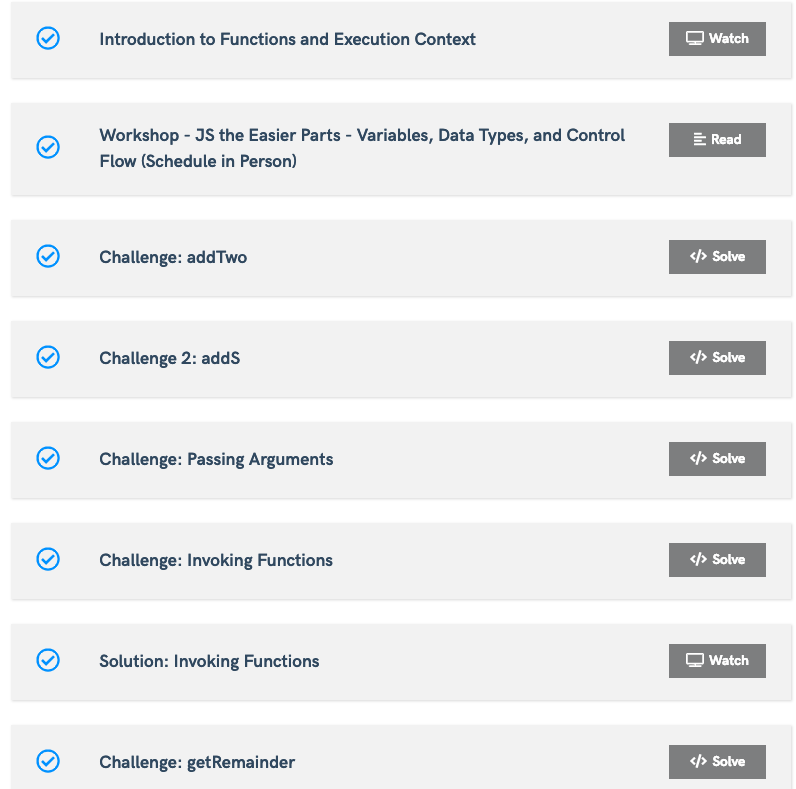 Introduction to Functions and Execution Context
Watch
Workshop - JS the Easier Parts - Variables, Data Types, and Control
Flow (Schedule in Person)
Read
Challenge: addTwo
</> Solve
Challenge 2: addS
</> Solve
Challenge: Passing Arguments
</> Solve
Challenge: Invoking Functions
</> Solve
Solution: Invoking Functions
Watch
Challenge: getRemainder
</> Solve